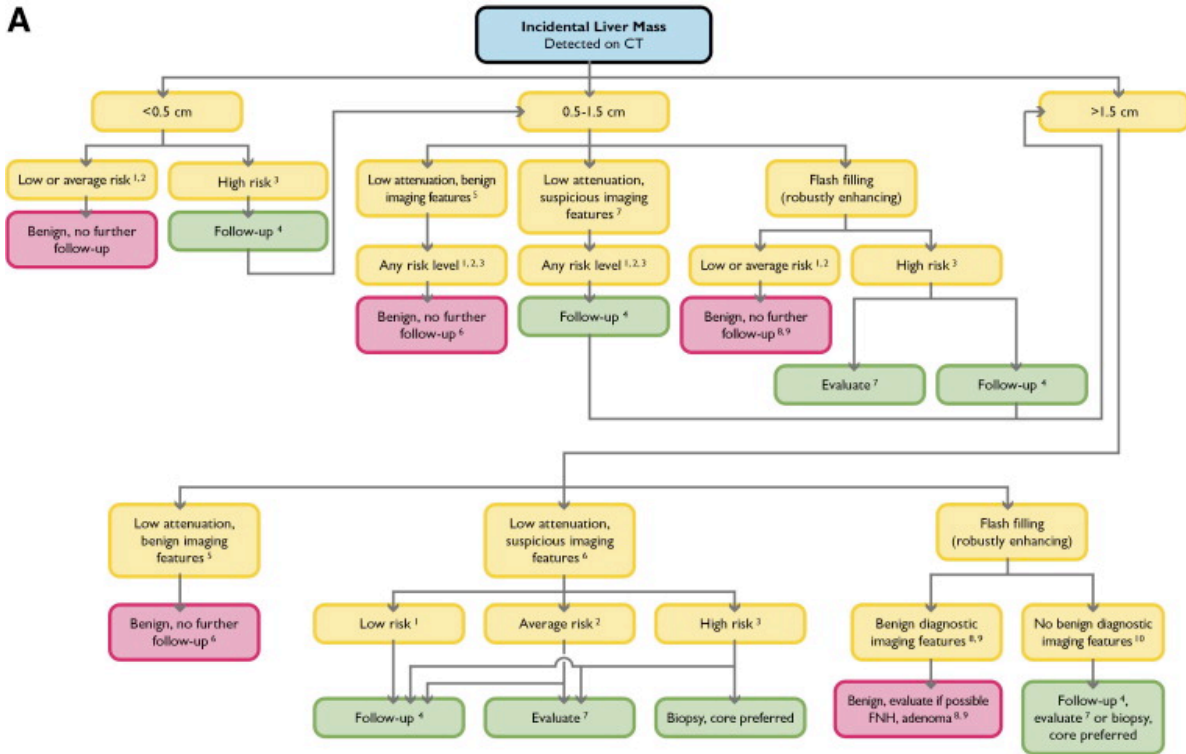 A
Incidental Liver Mass
Detected on CT
<0.5 cm
0.5-1.5 cm
>1.5 cm
Low or average risk 1,2
High risk 3
Low attenuation, benign
imaging features 5
Low attenuation,
suspicious imaging
features 7
Flash filling
(robustly enhancing)
Benign, no further
follow-up
Follow-up 4
Any risk level 1, 2, 3
Any risk level 1, 2, 3
Low or average risk 1,2
High risk 3
Benign, no further
follow-up 6
Follow-up 4
Benign, no further
follow-up 8,9
Evaluate 7
Follow-up 4
Low attenuation,
benign imaging
features 5
Low attenuation,
suspicious imaging
features 6
Flash filling
(robustly enhancing)
Benign, no further
follow-up 6
Low risk 1
Average risk 2
High risk 3
Benign diagnostic
imaging features 8,9
No benign diagnostic
imaging features 10
Follow-up 4
Evaluate 7
Biopsy, core preferred
Benign, evaluate if possible
FNH, adenoma 8,9
Follow-up 4,
evaluate 7 or biopsy,
core preferred